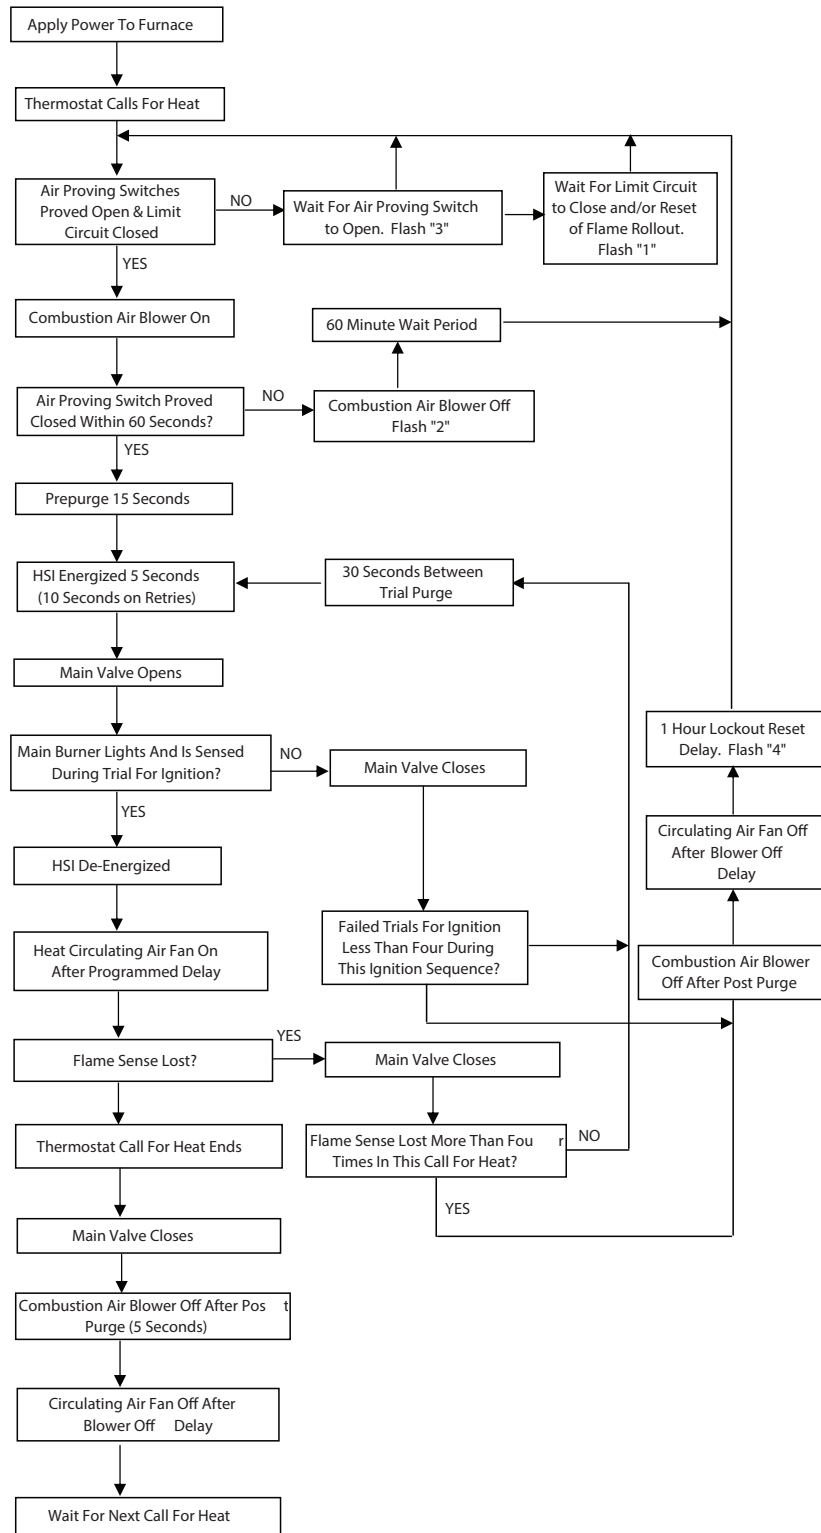 Apply Power To Furnace
Thermostat Calls For Heat
Air Proving Switches
Proved Open & Limit
Circuit Closed
NO
Wait For Air Proving Switch
to Open. Flash "3"
Wait For Limit Circuit
to Close and/or Reset
of Flame Rollout.
Flash "1"
YES
Combustion Air Blower On
60 Minute Wait Period
Air Proving Switch Proved
Closed Within 60 Seconds?
NO
Combustion Air Blower Off
Flash "2"
YES
Prepurge 15 Seconds
HSI Energized 5 Seconds
(10 Seconds on Retries)
30 Seconds Between
Trial Purge
Main Valve Opens
Main Burner Lights And Is Sensed
During Trial For Ignition?
NO
Main Valve Closes
1 Hour Lockout Reset
Delay. Flash "4"
YES
HSI De-Energized
Circulating Air Fan Off
After Blower Off
Delay
Heat Circulating Air Fan On
After Programmed Delay
Failed Trials For Ignition
Less Than Four During
This Ignition Sequence?
Combustion Air Blower
Off After Post Purge
Flame Sense Lost?
YES
Main Valve Closes
Thermostat Call For Heat Ends
Flame Sense Lost More Than Fou r
Times In This Call For Heat?
NO
YES
Main Valve Closes
Combustion Air Blower Off After Pos t
Purge (5 Seconds)
Circulating Air Fan Off After
Blower Off Delay
Wait For Next Call For Heat